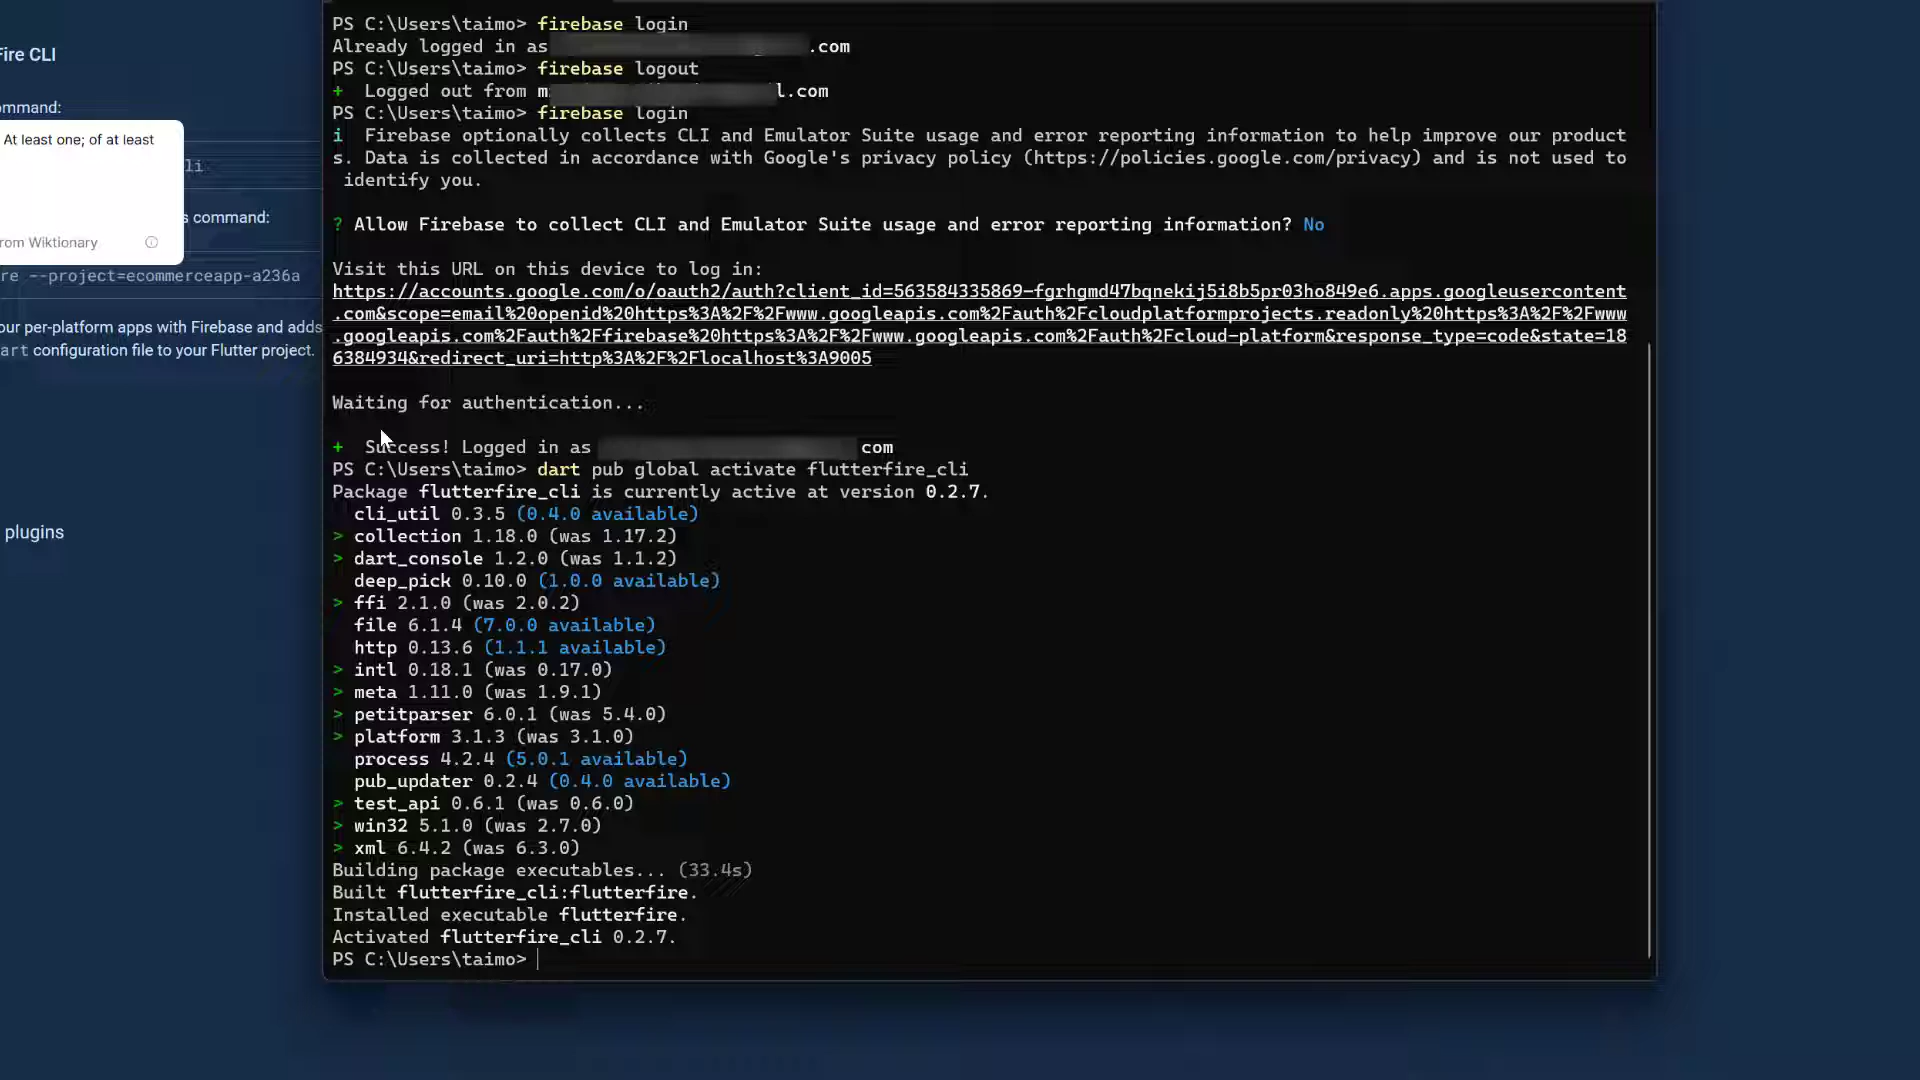 Fire CLI
ommand:
At least one; of at least
li
s command:
rom Wiktionary
re --project=ecommerceapp-a236a
our per-platform apps with Firebase and adds
art configuration file to your Flutter project.
plugins
PS C:\Users\taimo> firebase login
Already logged in as .com
PS C:\Users\taimo> firebase logout
+ Logged out from m l.com
PS C:\Users\taimo> firebase login
i Firebase optionally collects CLI and Emulator Suite usage and error reporting information to help improve our product
s. Data is collected in accordance with Google's privacy policy (https://policies.google.com/privacy) and is not used to
identify you.
? Allow Firebase to collect CLI and Emulator Suite usage and error reporting information? No
Visit this URL on this device to log in:
https://accounts.google.com/o/oauth2/auth?client_id=563584335869-fgrhgmd47bqnekij5i8b5pr03ho849e6.apps.googleusercontent
.com&scope=email%20openid%20https%3A%2F%2Fwww.googleapis.com%2Fauth%2Fcloudplatformprojects.readonly%20https%3A%2F%2Fwww
.googleapis.com%2Fauth%2Ffirebase%20https%3A%2F%2Fwww.googleapis.com%2Fauth%2Fcloud-platform&response_type=code&state=18
6384934&redirect_uri=http%3A%2F%2Flocalhost%3A9005
Waiting for authentication...
+ Success! Logged in as com
PS C:\Users\taimo> dart pub global activate flutterfire_cli
Package flutterfire_cli is currently active at version 0.2.7.
cli_util 0.3.5 (0.4.0 available)
> collection 1.18.0 (was 1.17.2)
> dart_console 1.2.0 (was 1.1.2)
deep_pick 0.10.0 (1.0.0 available)
> ffi 2.1.0 (was 2.0.2)
file 6.1.4 (7.0.0 available)
http 0.13.6 (1.1.1 available)
> intl 0.18.1 (was 0.17.0)
> meta 1.11.0 (was 1.9.1)
> petitparser 6.0.1 (was 5.4.0)
> platform 3.1.3 (was 3.1.0)
process 4.2.4 (5.0.1 available)
pub_updater 0.2.4 (0.4.0 available)
> test_api 0.6.1 (was 0.6.0)
> win32 5.1.0 (was 2.7.0)
> xml 6.4.2 (was 6.3.0)
Building package executables... (33.4s)
Built flutterfire_cli:flutterfire.
Installed executable flutterfire.
Activated flutterfire_cli 0.2.7.
PS C:\Users\taimo>